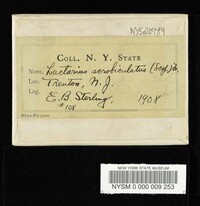 COLL. N. Y. STATE
Nom. Lactarius scrobiculatus (Scop.) Fr.
Loc. Trenton, N. J.
Leg. E. B. Sterling, 1908
# 108
NEW YORK STATE MUSEUM
NYSM 0 000 009 253